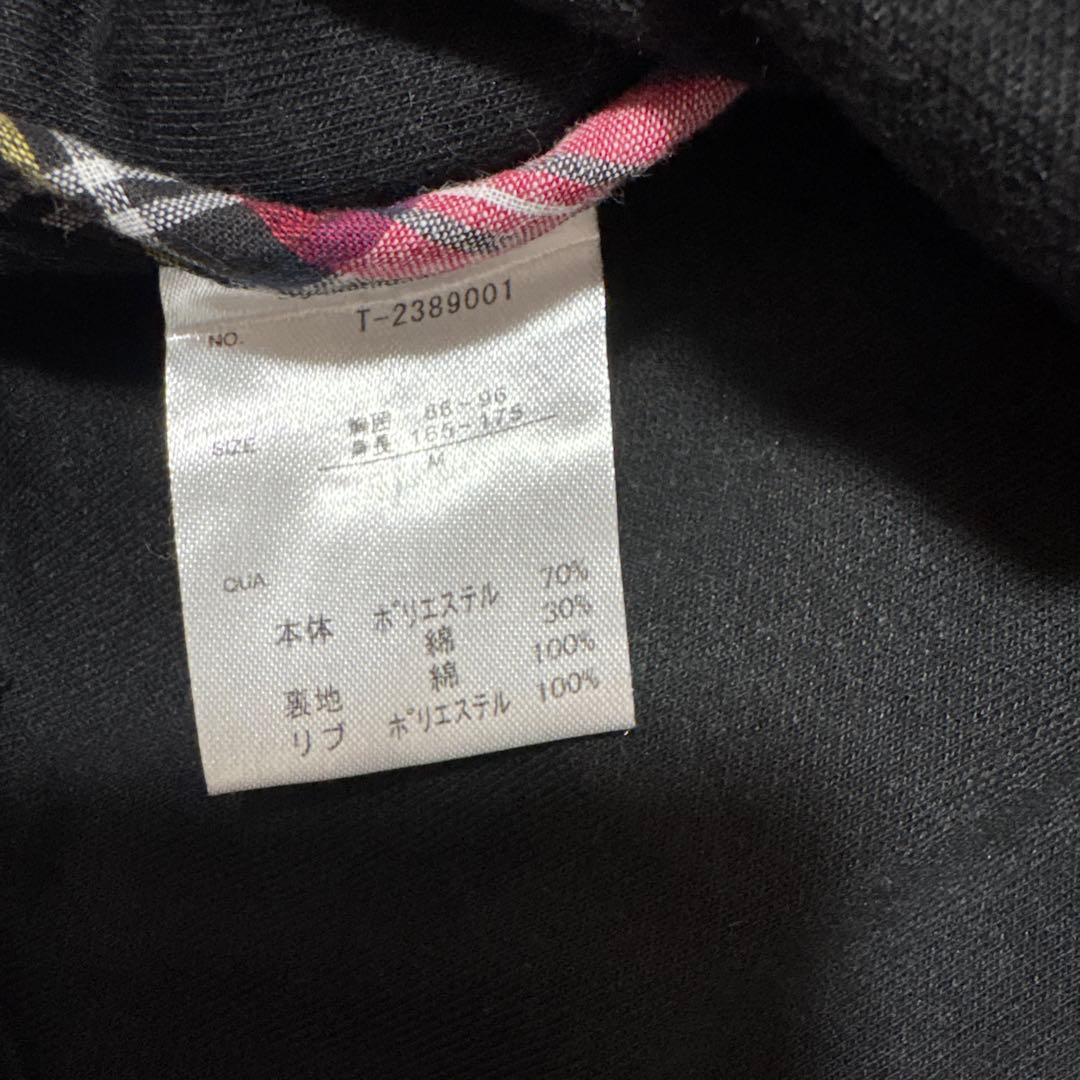 NO. T-2389001
SIZE 胸囲 86~96
身長 165-175
M
QUA. 本体 ポリエステル 70%
綿 30%
裏地 綿 100%
リブ ポリエステル 100%